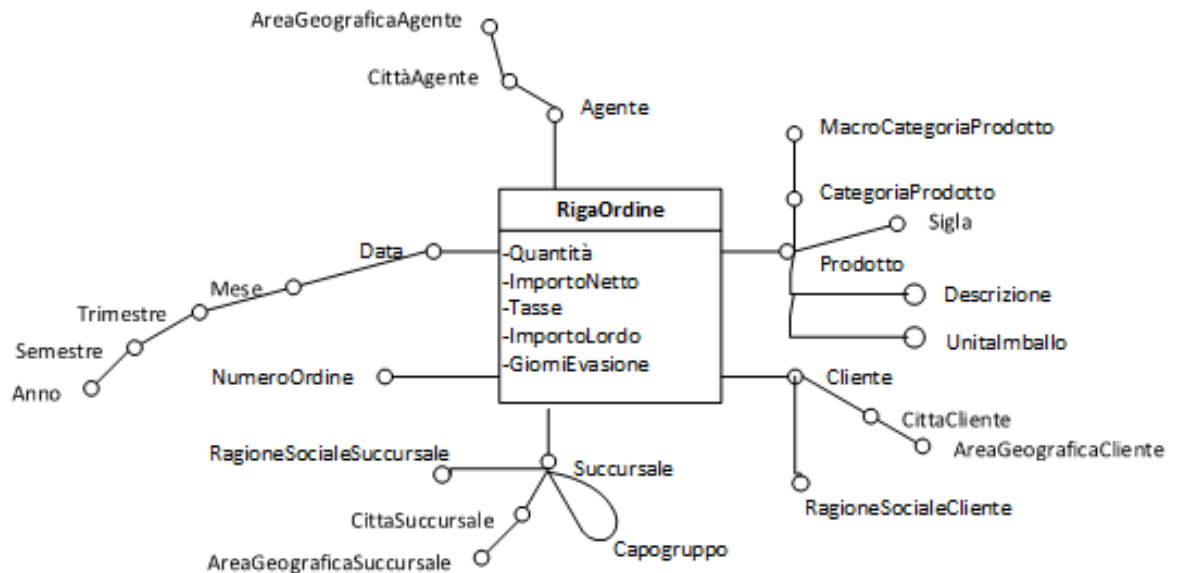 AreaGeograficaAgente
CittàAgente
Agente
MacroCategoriaProdotto
CategoriaProdotto
Sigla
Prodotto
Descrizione
UnitaImballo
RigaOrdine
-Quantità
-ImportoNetto
-Tasse
-ImportoLordo
-GiorniEvasione
Data
Mese
Trimestre
Semestre
Anno
NumeroOrdine
Cliente
CittaCliente
AreaGeograficaCliente
RagioneSocialeCliente
RagioneSocialeSuccursale
Succursale
CittaSuccursale
AreaGeograficaSuccursale
Capogruppo